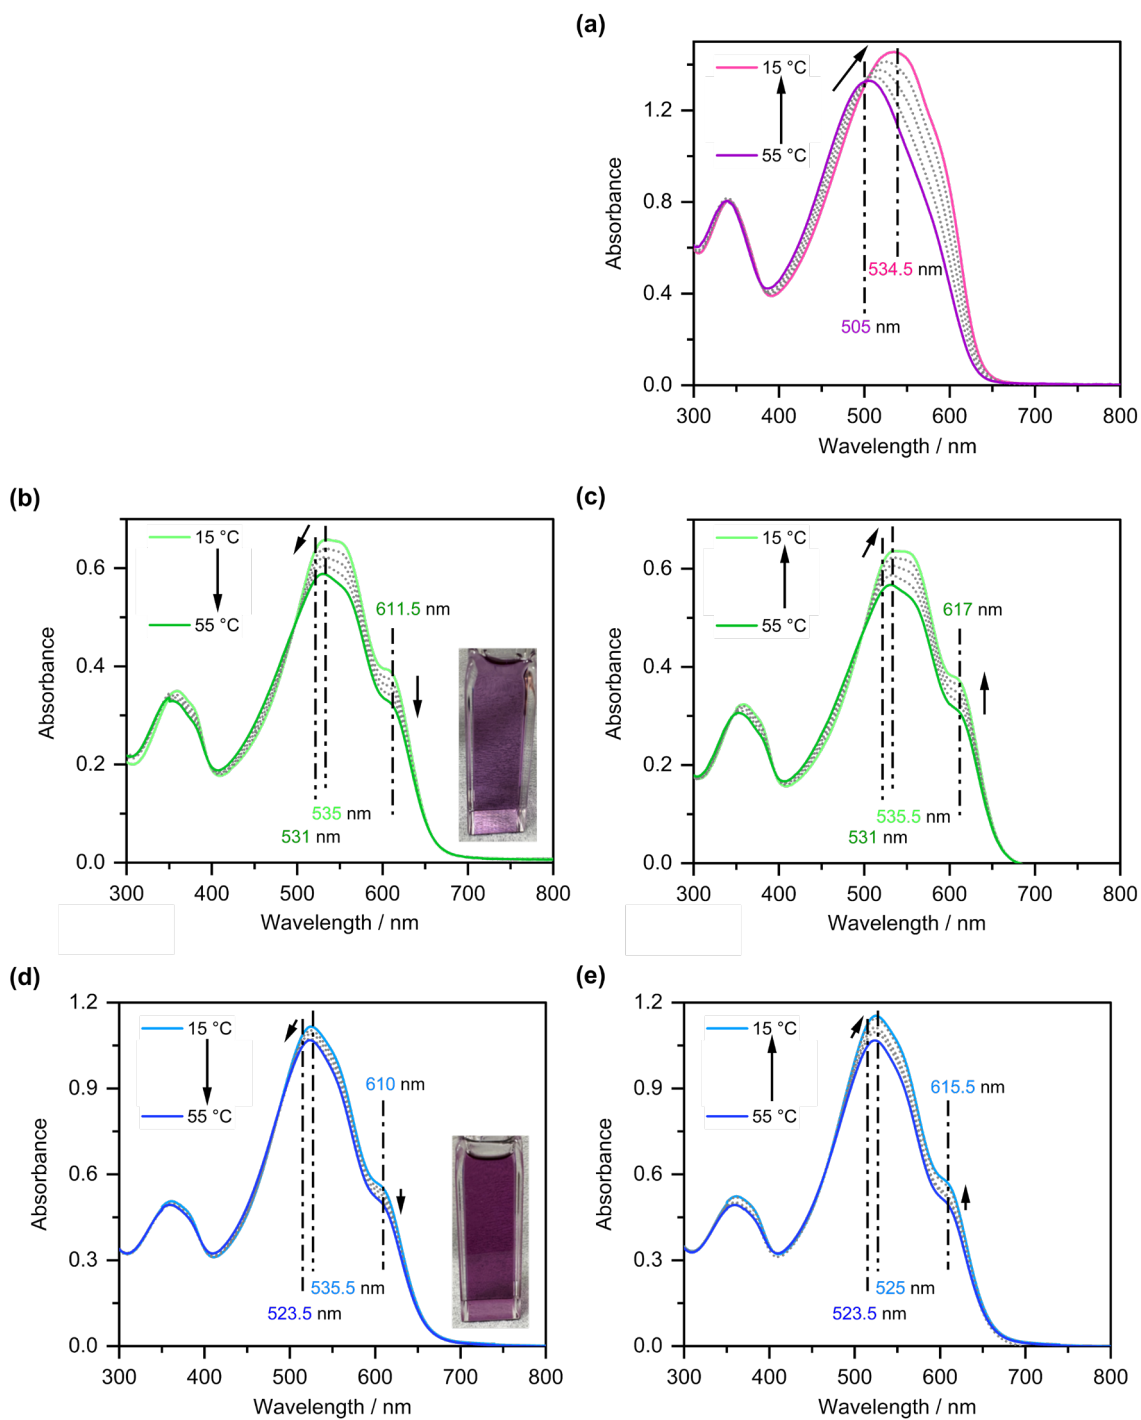 (a)
15 °C
55 °C
534.5 nm
505 nm
1.2
0.8
0.4
0.0
Absorbance
300 400 500 600 700 800
Wavelength / nm
(b)
15 °C
55 °C
611.5 nm
535 nm
531 nm
0.6
0.4
0.2
0.0
Absorbance
300 400 500 600 700 800
Wavelength / nm
(c)
15 °C
55 °C
617 nm
535.5 nm
531 nm
0.6
0.4
0.2
0.0
Absorbance
300 400 500 600 700 800
Wavelength / nm
(d)
15 °C
55 °C
610 nm
535.5 nm
523.5 nm
1.2
0.9
0.6
0.3
0.0
Absorbance
300 400 500 600 700 800
Wavelength / nm
(e)
15 °C
55 °C
615.5 nm
525 nm
523.5 nm
1.2
0.9
0.6
0.3
0.0
Absorbance
300 400 500 600 700 800
Wavelength / nm